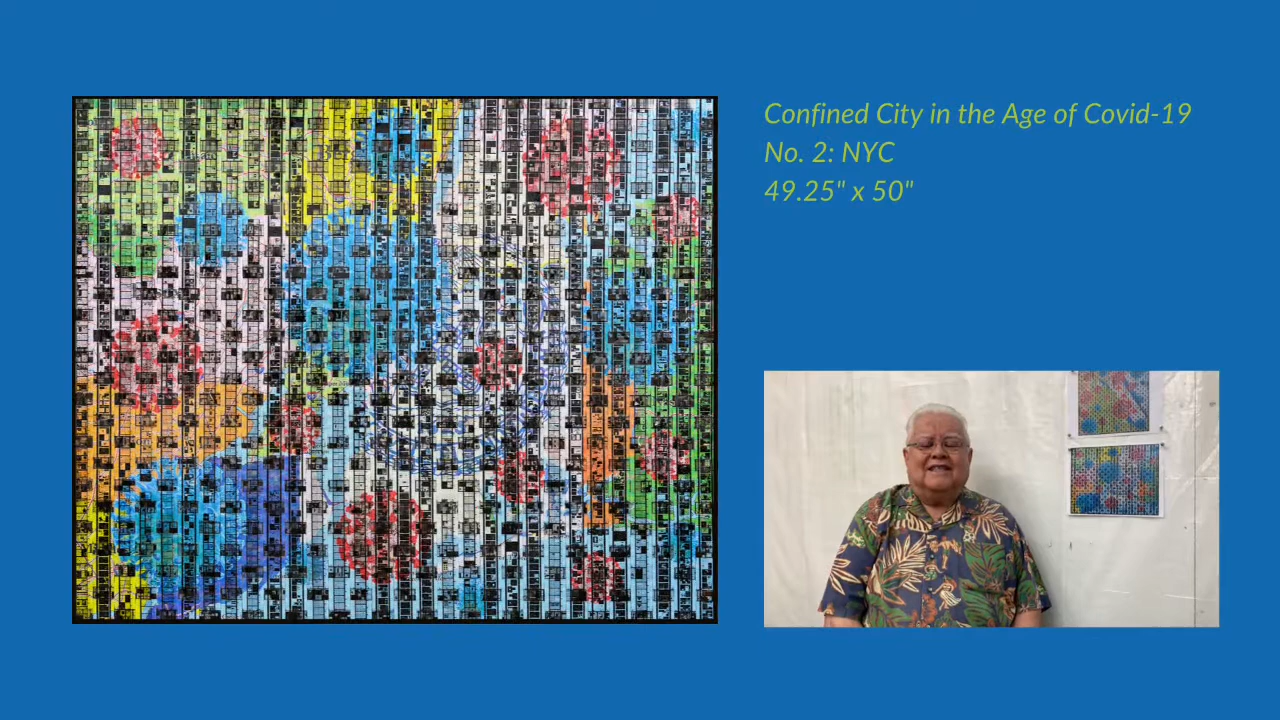 Confined City in the Age of Covid-19
No. 2: NYC
49.25" x 50"